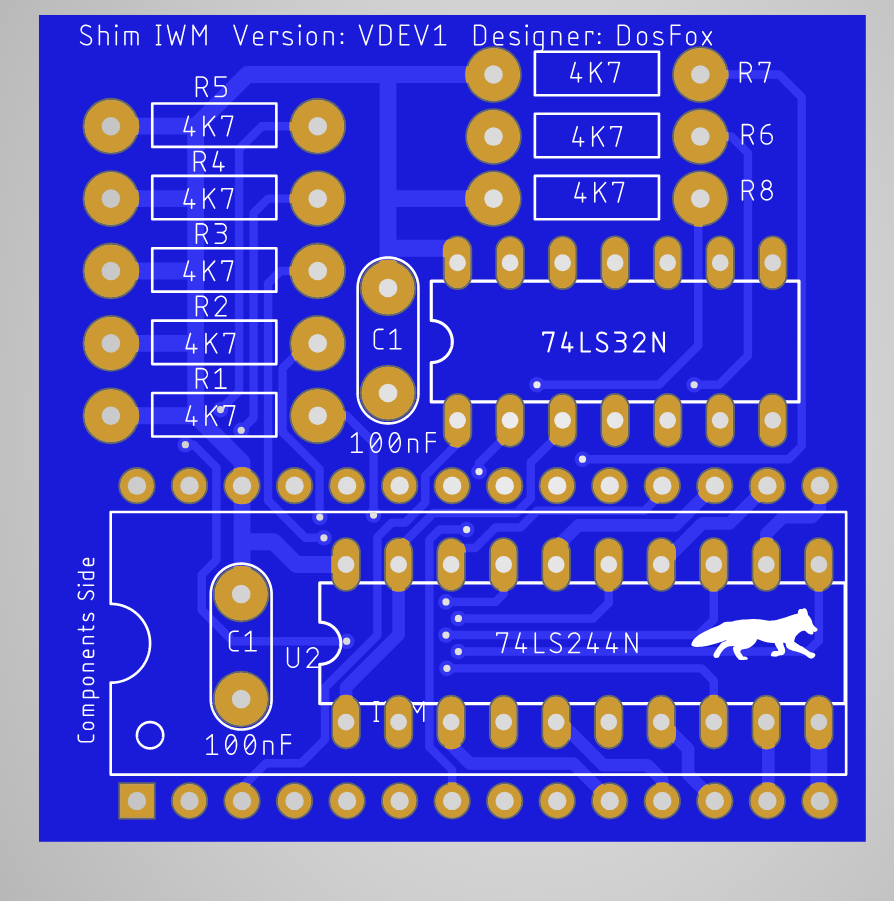 Shim IWM Version: VDEV1 Designer: DosFox
4K7 R7
R5
4K7
4K7 R6
R4
4K7
4K7 R8
R3
4K7
R2
4K7
C1
74LS32N
R1
4K7
100nF
Components Side
C1
U2
74LS244N
100nF